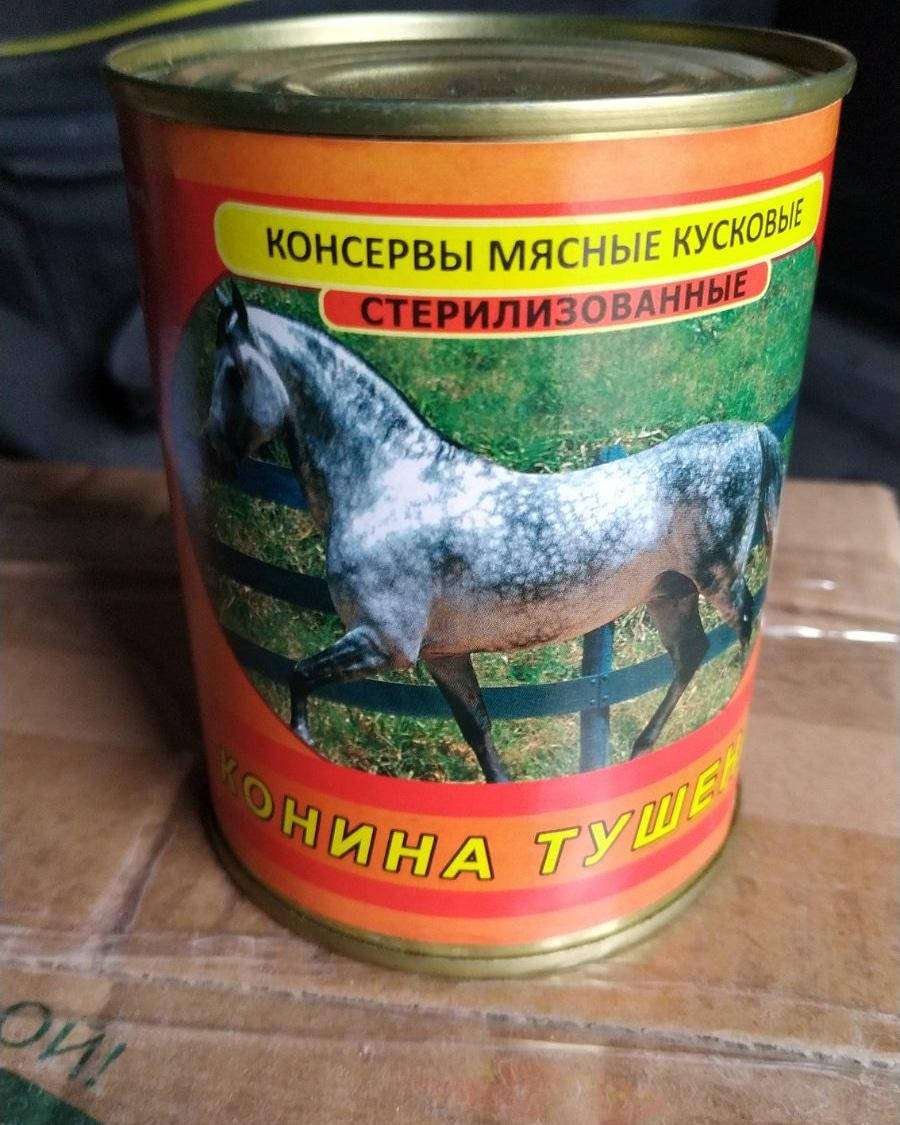 КОНСЕРВЫ МЯСНЫЕ КУСКОВЫЕ
СТЕРИЛИЗОВАННЫЕ
КОНИНА ТУШЕН
ОЙ!